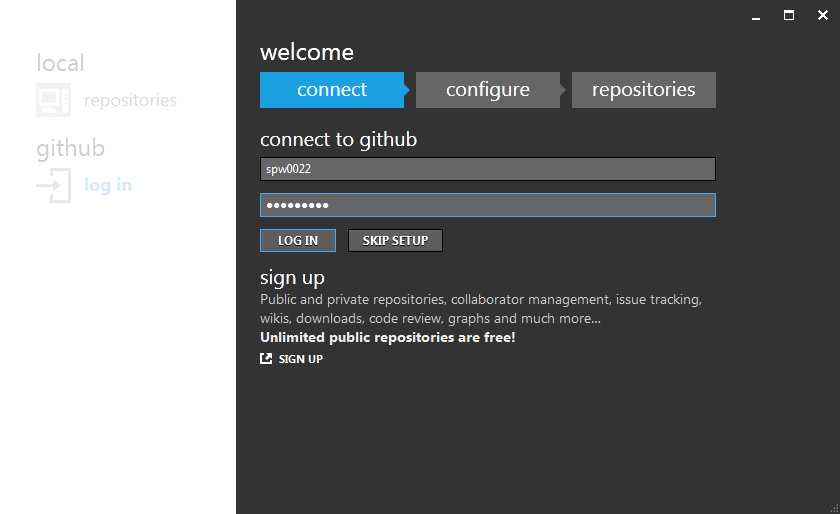 local
repositories
github
log in
welcome
connect
configure
repositories
connect to github
spw0022
●●●●●●●●●
LOG IN
SKIP SETUP
sign up
Public and private repositories, collaborator management, issue tracking,
wikis, downloads, code review, graphs and much more...
Unlimited public repositories are free!
SIGN UP